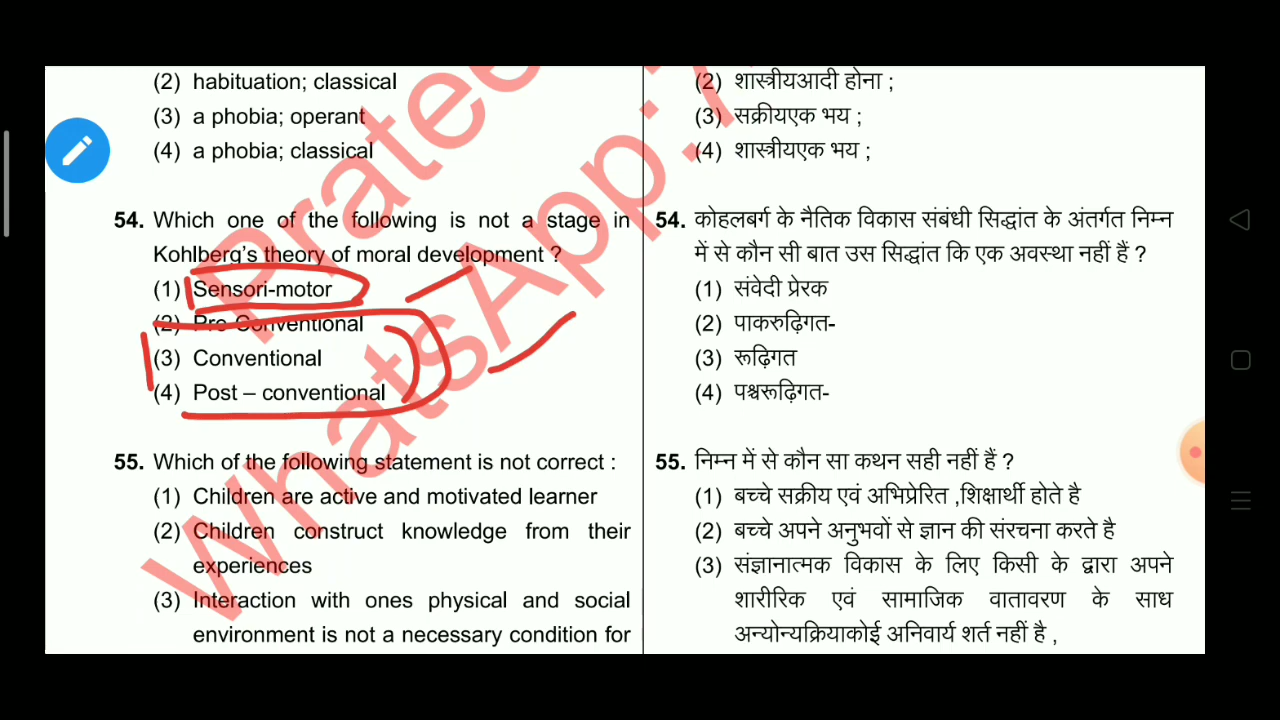 (2) habituation; classical
(3) a phobia; operant
(4) a phobia; classical
54. Which one of the following is not a stage in
Kohlberg's theory of moral development ?
(1) Sensori-motor
(2) Pre-Conventional
(3) Conventional
(4) Post – conventional
55. Which of the following statement is not correct :
(1) Children are active and motivated learner
(2) Children construct knowledge from their
experiences
(3) Interaction with ones physical and social
environment is not a necessary condition for
(2) शास्त्रीयआदी होना ;
(3) सक्रीयएक भय ;
(4) शास्त्रीयएक भय ;
54. कोहलबर्ग के नैतिक विकास संबंधी सिद्धांत के अंतर्गत निम्न
में से कौन सी बात उस सिद्धांत कि एक अवस्था नहीं हैं ?
(1) संवेदी प्रेरक
(2) पाकरुढ़िगत-
(3) रूढ़िगत
(4) पश्चरूढ़िगत-
55. निम्न में से कौन सा कथन सही नहीं हैं ?
(1) बच्चे सक्रीय एवं अभिप्रेरित ,शिक्षार्थी होते है
(2) बच्चे अपने अनुभवों से ज्ञान की संरचना करते है
(3) संज्ञानात्मक विकास के लिए किसी के द्वारा अपने
शारीरिक एवं सामाजिक वातावरण के साध
अन्योन्यक्रियाकोई अनिवार्य शर्त नहीं है ,
Pratee
WhatsApp:7